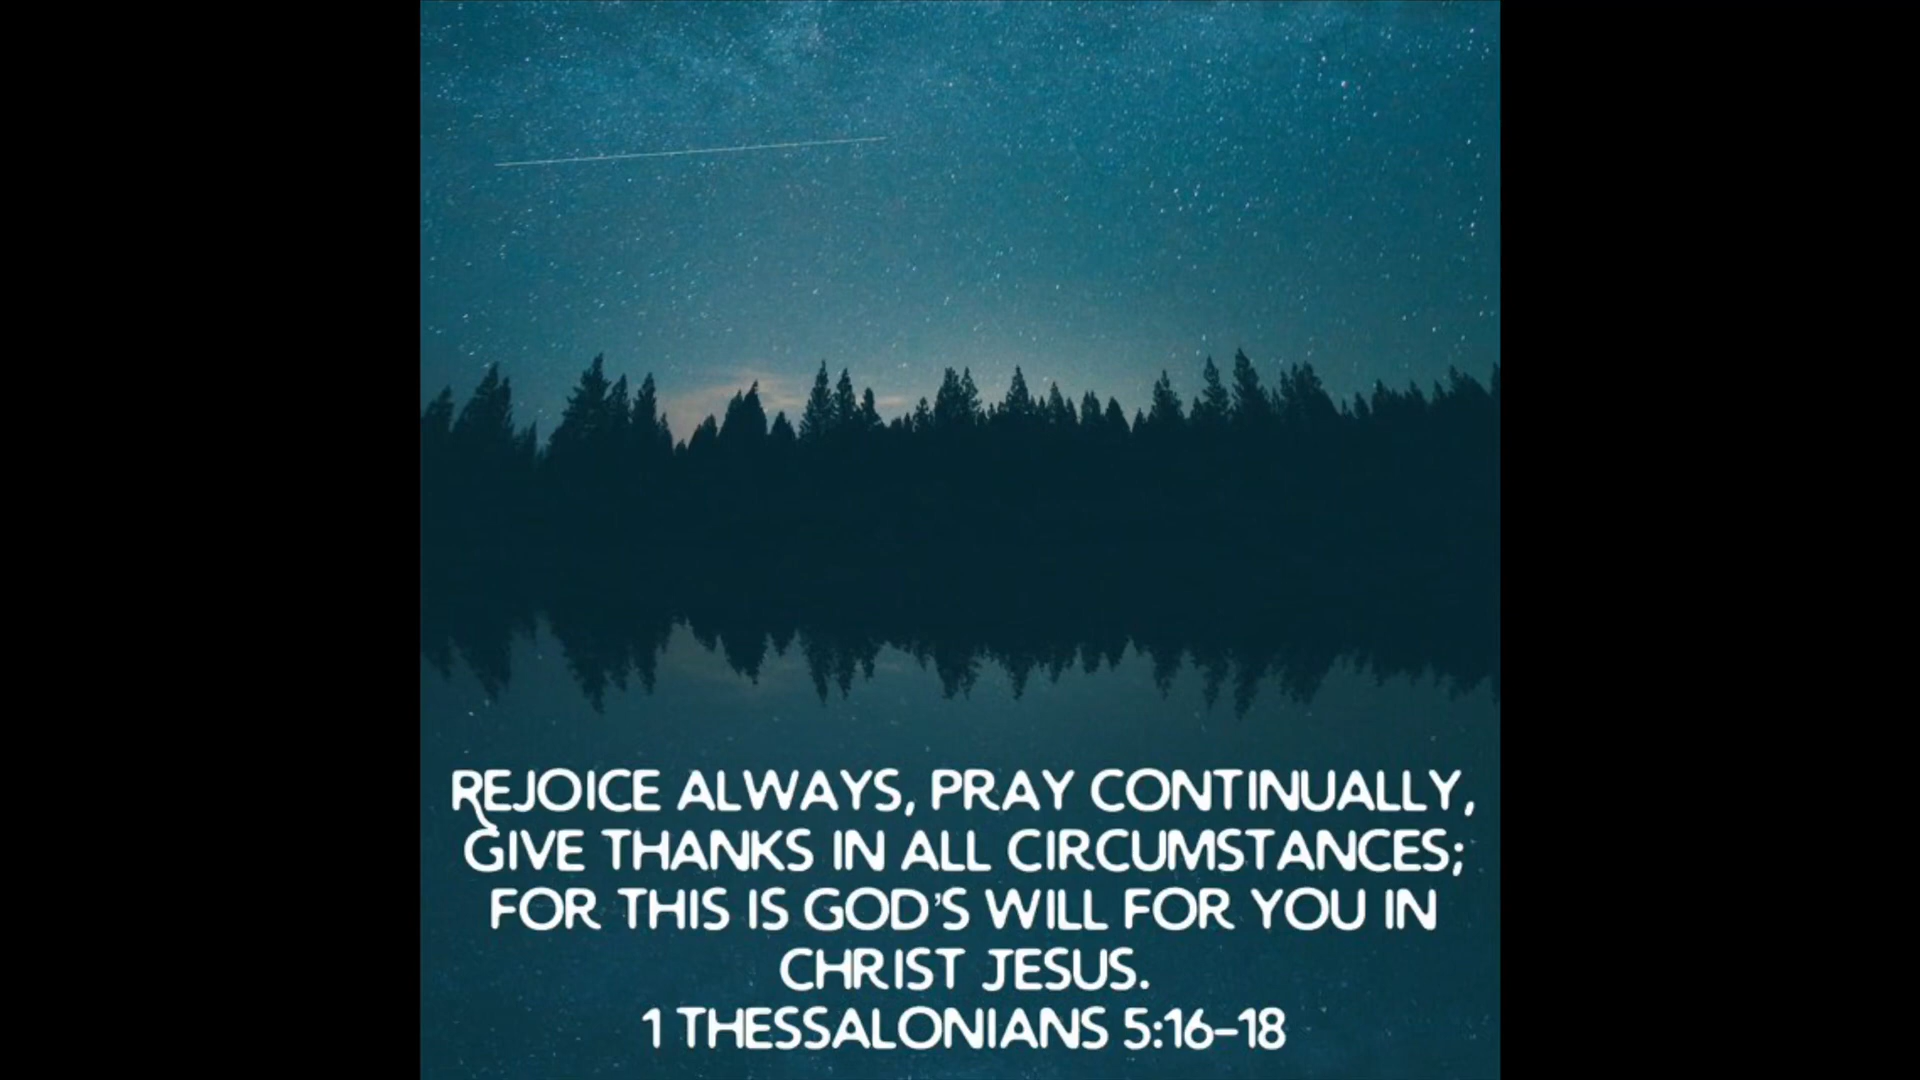 REJOICE ALWAYS, PRAY CONTINUALLY,
GIVE THANKS IN ALL CIRCUMSTANCES;
FOR THIS IS GOD'S WILL FOR YOU IN
CHRIST JESUS.
1 THESSALONIANS 5:16-18